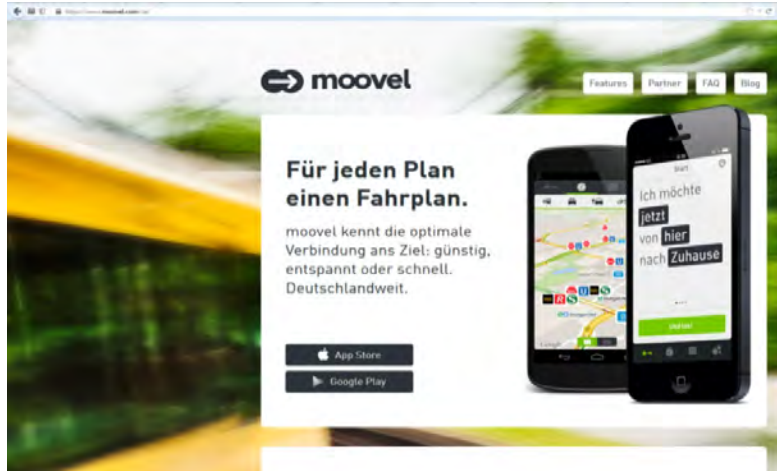 moovel
Features
Partner
FAQ
Blog
Für jeden Plan
einen Fahrplan.
moovel kennt die optimale
Verbindung ans Ziel: günstig,
entspannt oder schnell.
Deutschlandweit.
App Store
Google Play
Start
Ich möchte
jetzt
von hier
nach Zuhause